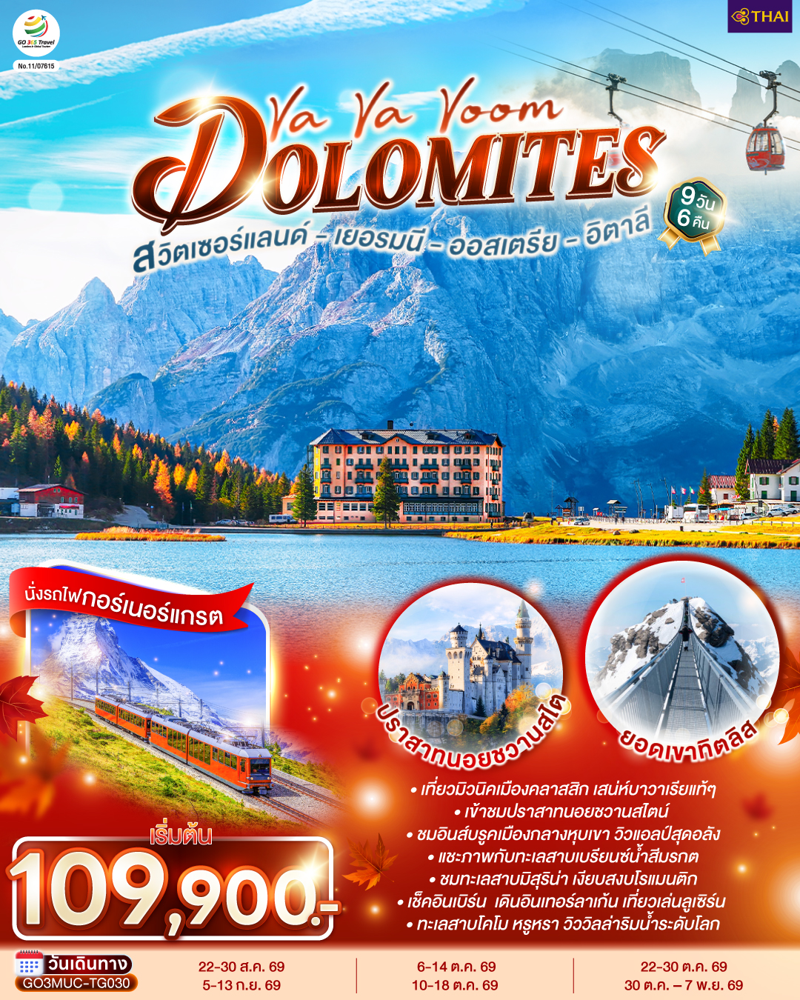 GO 365 Travel
Leaders in Global Tourism
No.11/07615
THAI
Va Va Voom
DOLOMITES
9 วัน
6 คืน
สวิตเซอร์แลนด์ - เยอรมนี - ออสเตรีย - อิตาลี
นั่งรถไฟกอร์เนอร์แกรต
ปราสาทนอยชวานสไต
ยอดเขาทิตลิส
• เที่ยวมิวนิคเมืองคลาสสิก เสน่ห์บาวาเรียแท้ๆ
• เข้าชมปราสาทนอยชวานสไตน์
• ชมอินส์บรูคเมืองกลางหุบเขา วิวแอลป์สุดอลัง
• แชะภาพกับทะเลสาบเบรียนซ์น้ำสีมรกต
• ชมทะเลสาบมิสุริน่า เงียบสงบโรแมนติก
• เช็คอินเบิร์น เดินอินเทอร์ลาเก้น เที่ยวเล่นลูเซิร์น
• ทะเลสาบโคโม หรูหรา วิววิลล่าริมน้ำระดับโลก
เริ่มต้น
109,900.-
วันเดินทาง
GO3MUC-TG030
22-30 ส.ค. 69
5-13 ก.ย. 69
6-14 ต.ค. 69
10-18 ต.ค. 69
22-30 ต.ค. 69
30 ต.ค. – 7 พ.ย. 69